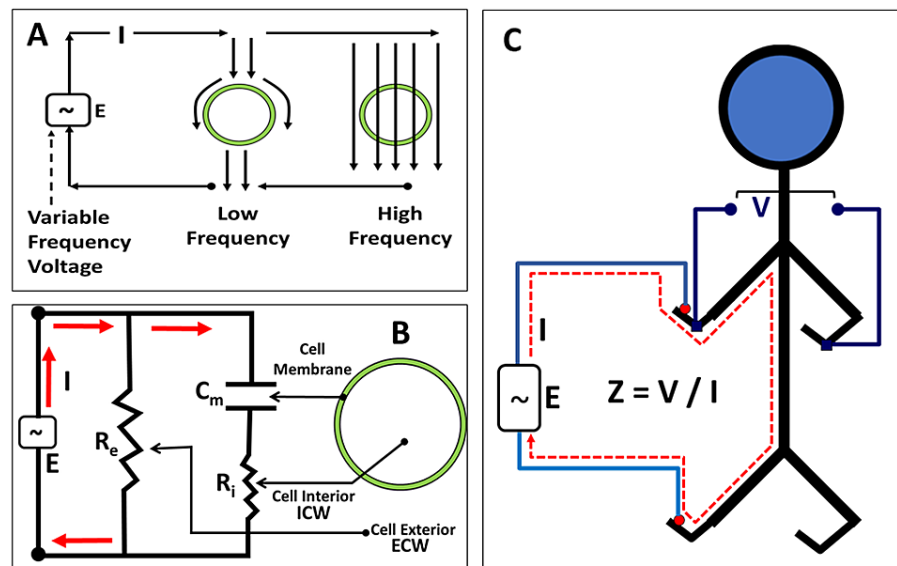 A
I
~
E
Variable
Frequency
Voltage
Low
Frequency
High
Frequency
B
I
~
E
Re
Cm
Ri
Cell
Membrane
Cell Interior
ICW
Cell Exterior
ECW
C
V
I
~
E
Z = V / I